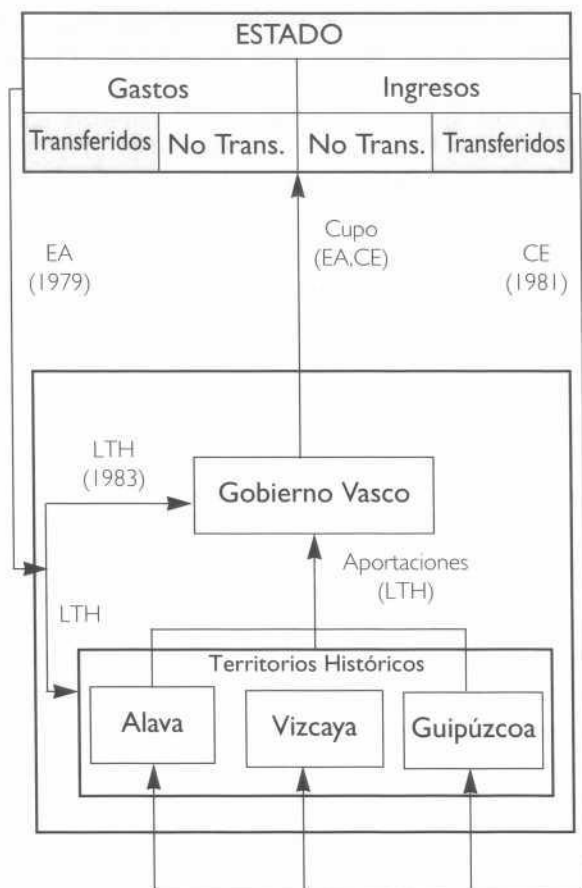 ESTADO
Gastos
Ingresos
Transferidos
No Trans.
No Trans.
Transferidos
EA
(1979)
Cupo
(EA,CE)
CE
(1981)
LTH
(1983)
Gobierno Vasco
Aportaciones
(LTH)
LTH
Territorios Históricos
Alava
Vizcaya
Guipúzcoa